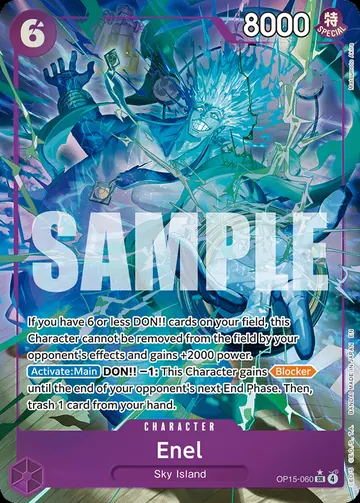 6
8000
特
SPECIAL
SAMPLE
If you have 6 or less DON!! cards on your field, this
Character cannot be removed from the field by your
opponent's effects and gains +2000 power.
Activate:Main DON!! −1: This Character gains Blocker
until the end of your opponent's next End Phase. Then,
trash 1 card from your hand.
CHARACTER
Enel
Sky Island
OP15-060 SR 4